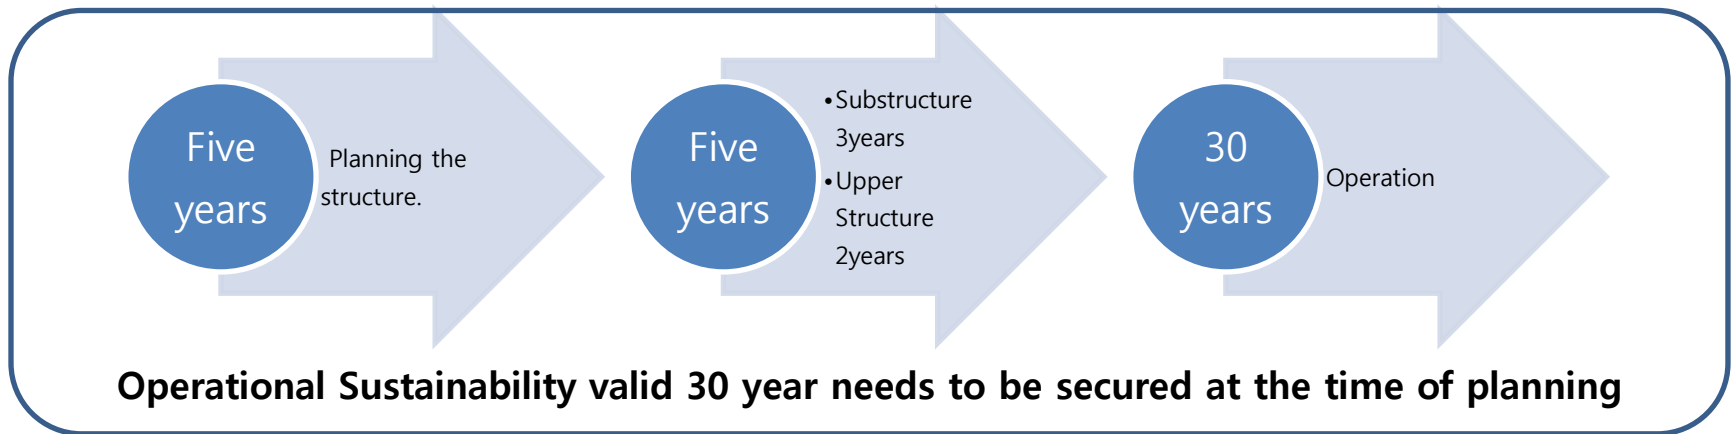 Five
years
Planning the
structure.
Five
years
•Substructure
3years
•Upper
Structure
2years
30
years
Operation
Operational Sustainability valid 30 year needs to be secured at the time of planning